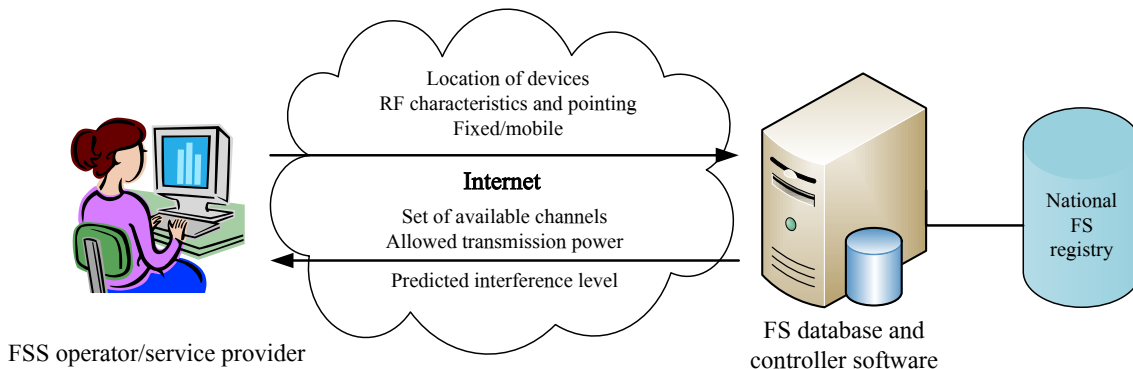 Location of devices
RF characteristics and pointing
Fixed/mobile
Internet
Set of available channels
Allowed transmission power
Predicted interference level
FSS operator/service provider
FS database and
controller software
National
FS
registry